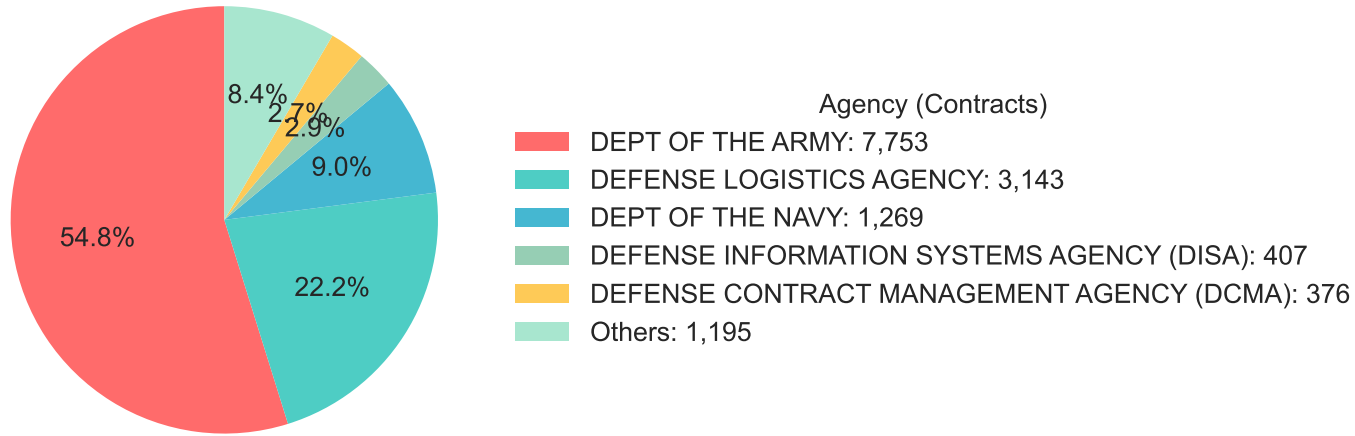 8.4%
2.7%
2.9%
9.0%
54.8%
22.2%
Agency (Contracts)
DEPT OF THE ARMY: 7,753
DEFENSE LOGISTICS AGENCY: 3,143
DEPT OF THE NAVY: 1,269
DEFENSE INFORMATION SYSTEMS AGENCY (DISA): 407
DEFENSE CONTRACT MANAGEMENT AGENCY (DCMA): 376
Others: 1,195